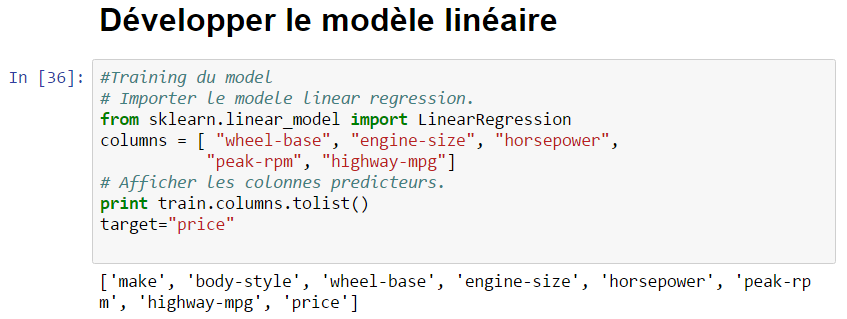 Développer le modèle linéaire
In [36]: #Training du model
# Importer le modele linear regression.
from sklearn.linear_model import LinearRegression
columns = [ "wheel-base", "engine-size", "horsepower",
"peak-rpm", "highway-mpg"]
# Afficher les colonnes predicteurs.
print train.columns.tolist()
target="price"
['make', 'body-style', 'wheel-base', 'engine-size', 'horsepower', 'peak-rp
m', 'highway-mpg', 'price']